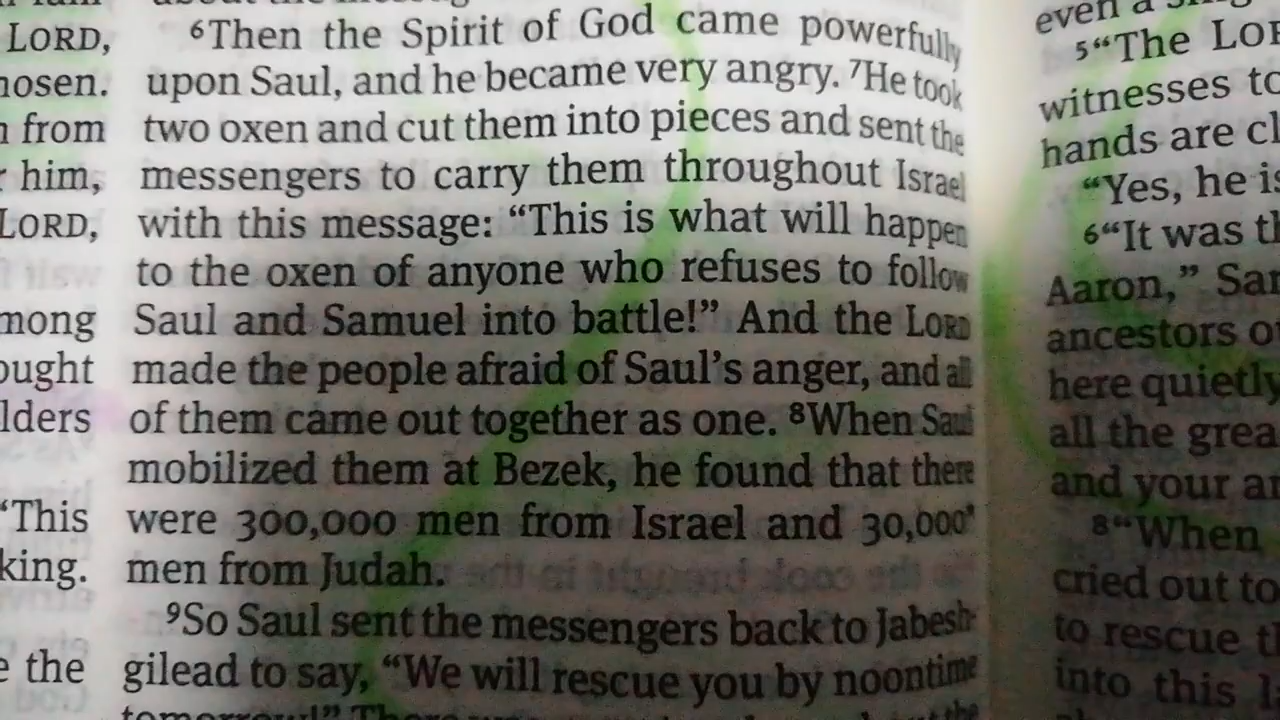 LORD,
hosen.
from
him,
LORD,
mong
ought
lders
“This
king.
the
⁶Then the Spirit of God came powerfully
upon Saul, and he became very angry. ⁷He took
two oxen and cut them into pieces and sent the
messengers to carry them throughout Israel
with this message: “This is what will happen
to the oxen of anyone who refuses to follow
Saul and Samuel into battle!” And the LORD
made the people afraid of Saul’s anger, and all
of them came out together as one. ⁸When Saul
mobilized them at Bezek, he found that there
were 300,000 men from Israel and 30,000*
men from Judah.
⁹So Saul sent the messengers back to Jabesh-
gilead to say, “We will rescue you by noontime
tomorrow!” There the
even a
⁵“The LOR
witnesses to
hands are cl
“Yes, he is
⁶“It was th
Aaron,” Sam
ancestors o
here quietly
all the grea
and your an
⁸“When
cried out to
to rescue th
into this l